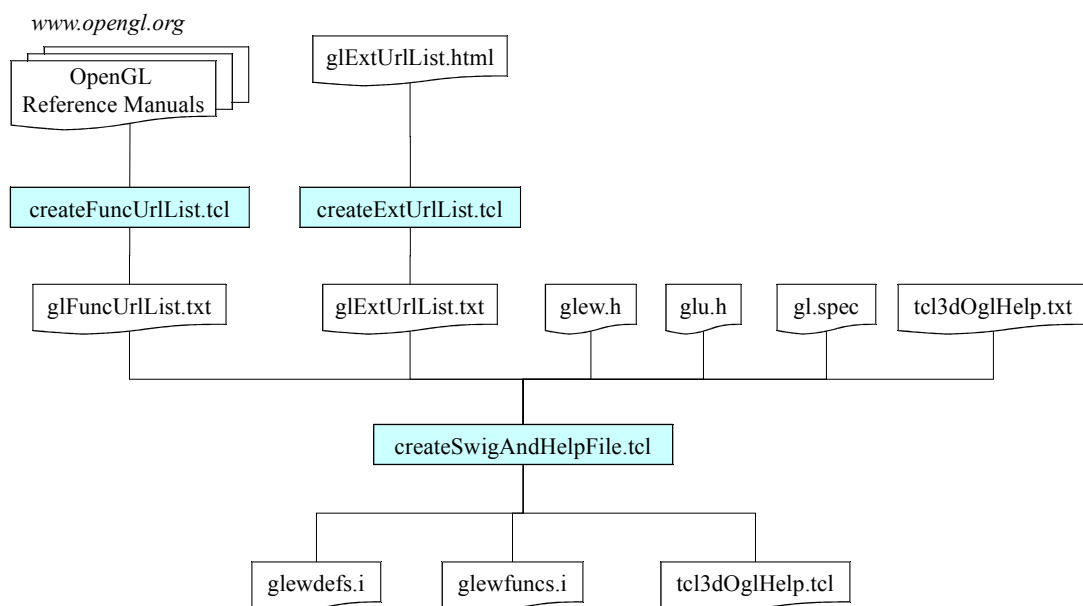 www.opengl.org
OpenGL
Reference Manuals
glExtUrlList.html
createFuncUrlList.tcl
createExtUrlList.tcl
glFuncUrlList.txt
glExtUrlList.txt
glew.h
glu.h
gl.spec
tcl3dOglHelp.txt
createSwigAndHelpFile.tcl
glewdefs.i
glewfuncs.i
tcl3dOglHelp.tcl